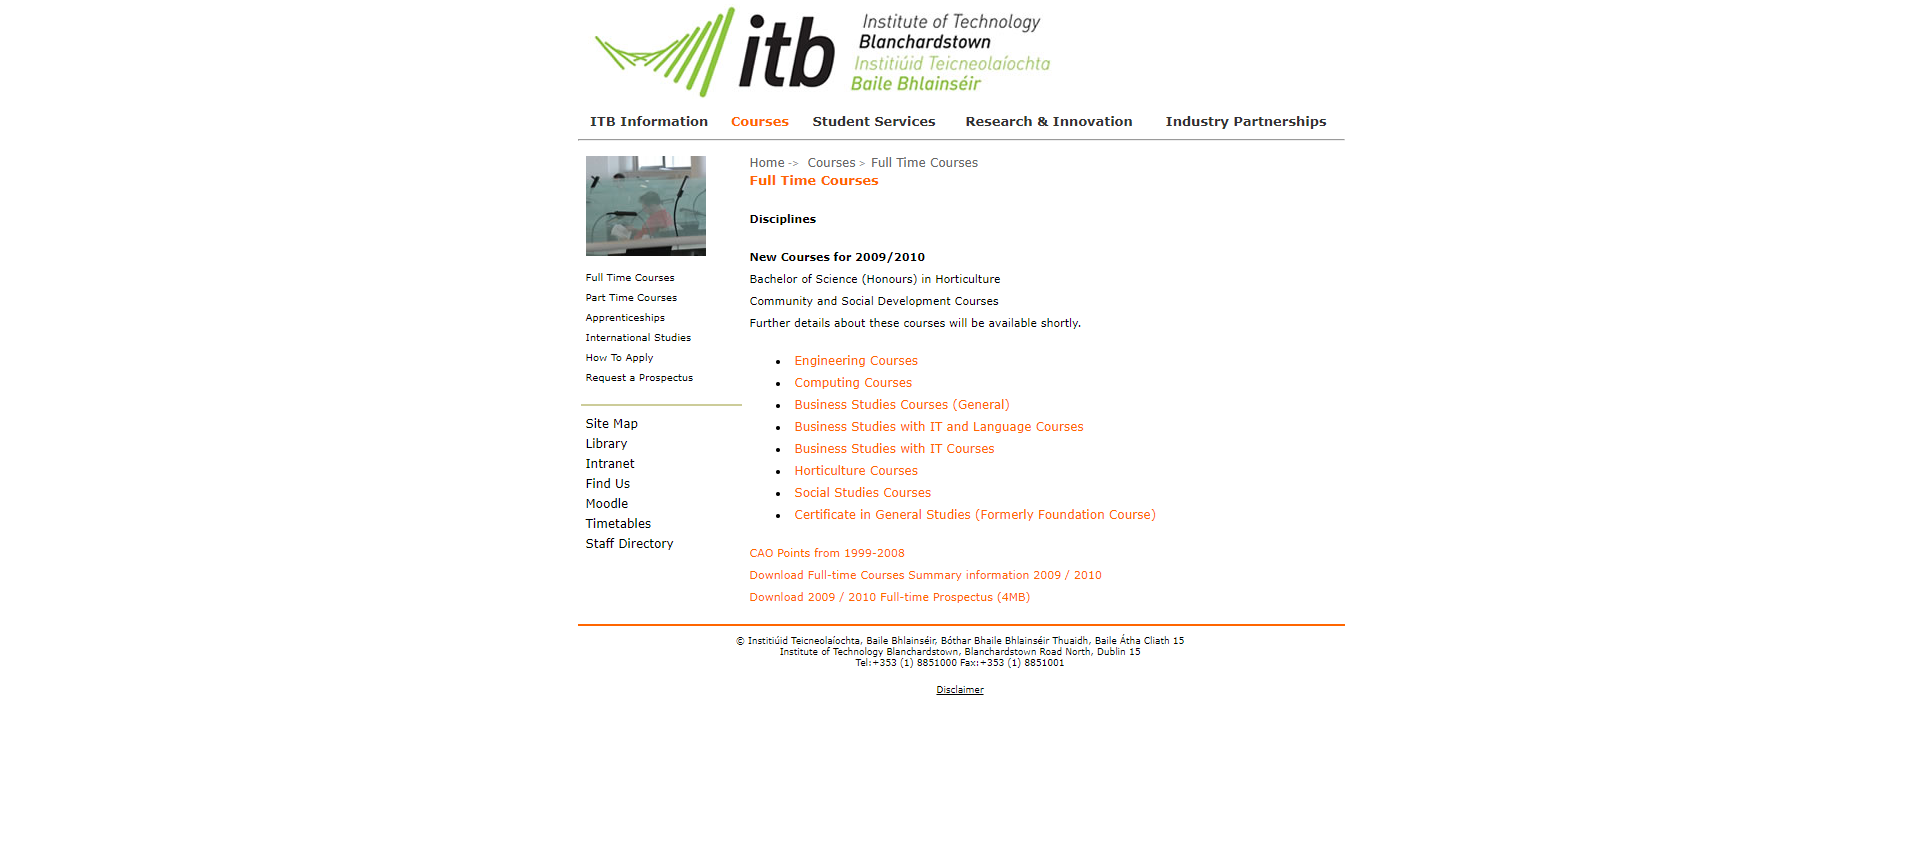 itb
Institute of Technology
Blanchardstown
Institiúid Teicneolaíochta
Baile Bhlainséir
ITB Information Courses Student Services Research & Innovation Industry Partnerships
Home -> Courses > Full Time Courses
Full Time Courses
Disciplines
New Courses for 2009/2010
Bachelor of Science (Honours) in Horticulture
Community and Social Development Courses
Further details about these courses will be available shortly.
Engineering Courses
Computing Courses
Business Studies Courses (General)
Business Studies with IT and Language Courses
Business Studies with IT Courses
Horticulture Courses
Social Studies Courses
Certificate in General Studies (Formerly Foundation Course)
CAO Points from 1999-2008
Download Full-time Courses Summary information 2009 / 2010
Download 2009 / 2010 Full-time Prospectus (4MB)
Full Time Courses
Part Time Courses
Apprenticeships
International Studies
How To Apply
Request a Prospectus
Site Map
Library
Intranet
Find Us
Moodle
Timetables
Staff Directory
© Institiúid Teicneolaíochta, Baile Bhlainséir, Bóthar Bhaile Bhlainséir Thuaidh, Baile Átha Cliath 15
Institute of Technology Blanchardstown, Blanchardstown Road North, Dublin 15
Tel:+353 (1) 8851000 Fax:+353 (1) 8851001
Disclaimer